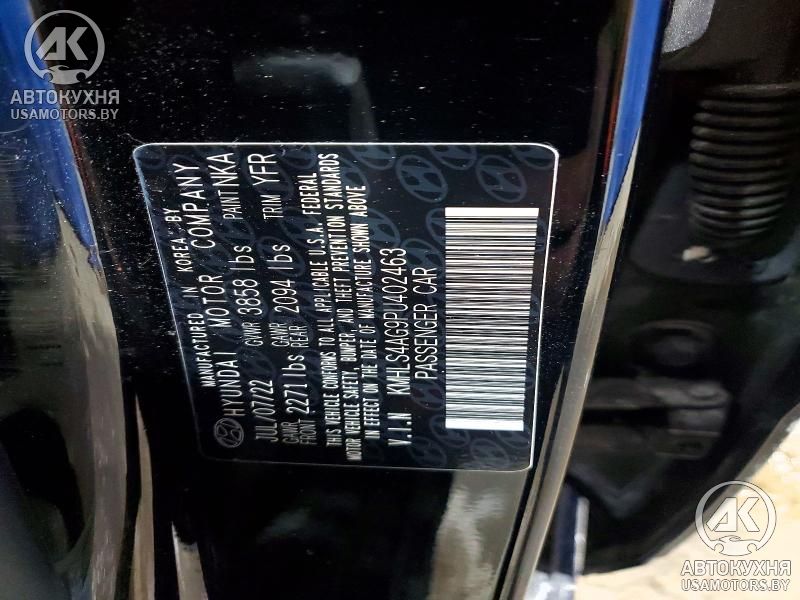 АК
АВТОКУХНЯ
USAMOTORS.BY
MANUFACTURED IN KOREA BY
HYUNDAI MOTOR COMPANY
JUL/07/22 GVWR 3858 lbs PAINT NKA
GAWR FRONT 2271 lbs GAWR REAR 2094 lbs TRIM YFR
THIS VEHICLE CONFORMS TO ALL APPLICABLE U.S.A. FEDERAL
MOTOR VEHICLE SAFETY, BUMPER, AND THEFT PREVENTION STANDARDS
IN EFFECT ON THE DATE OF MANUFACTURE SHOWN ABOVE
V.I.N KMHLS4AG9PU402463
PASSENGER CAR
АК
АВТОКУХНЯ
USAMOTORS.BY